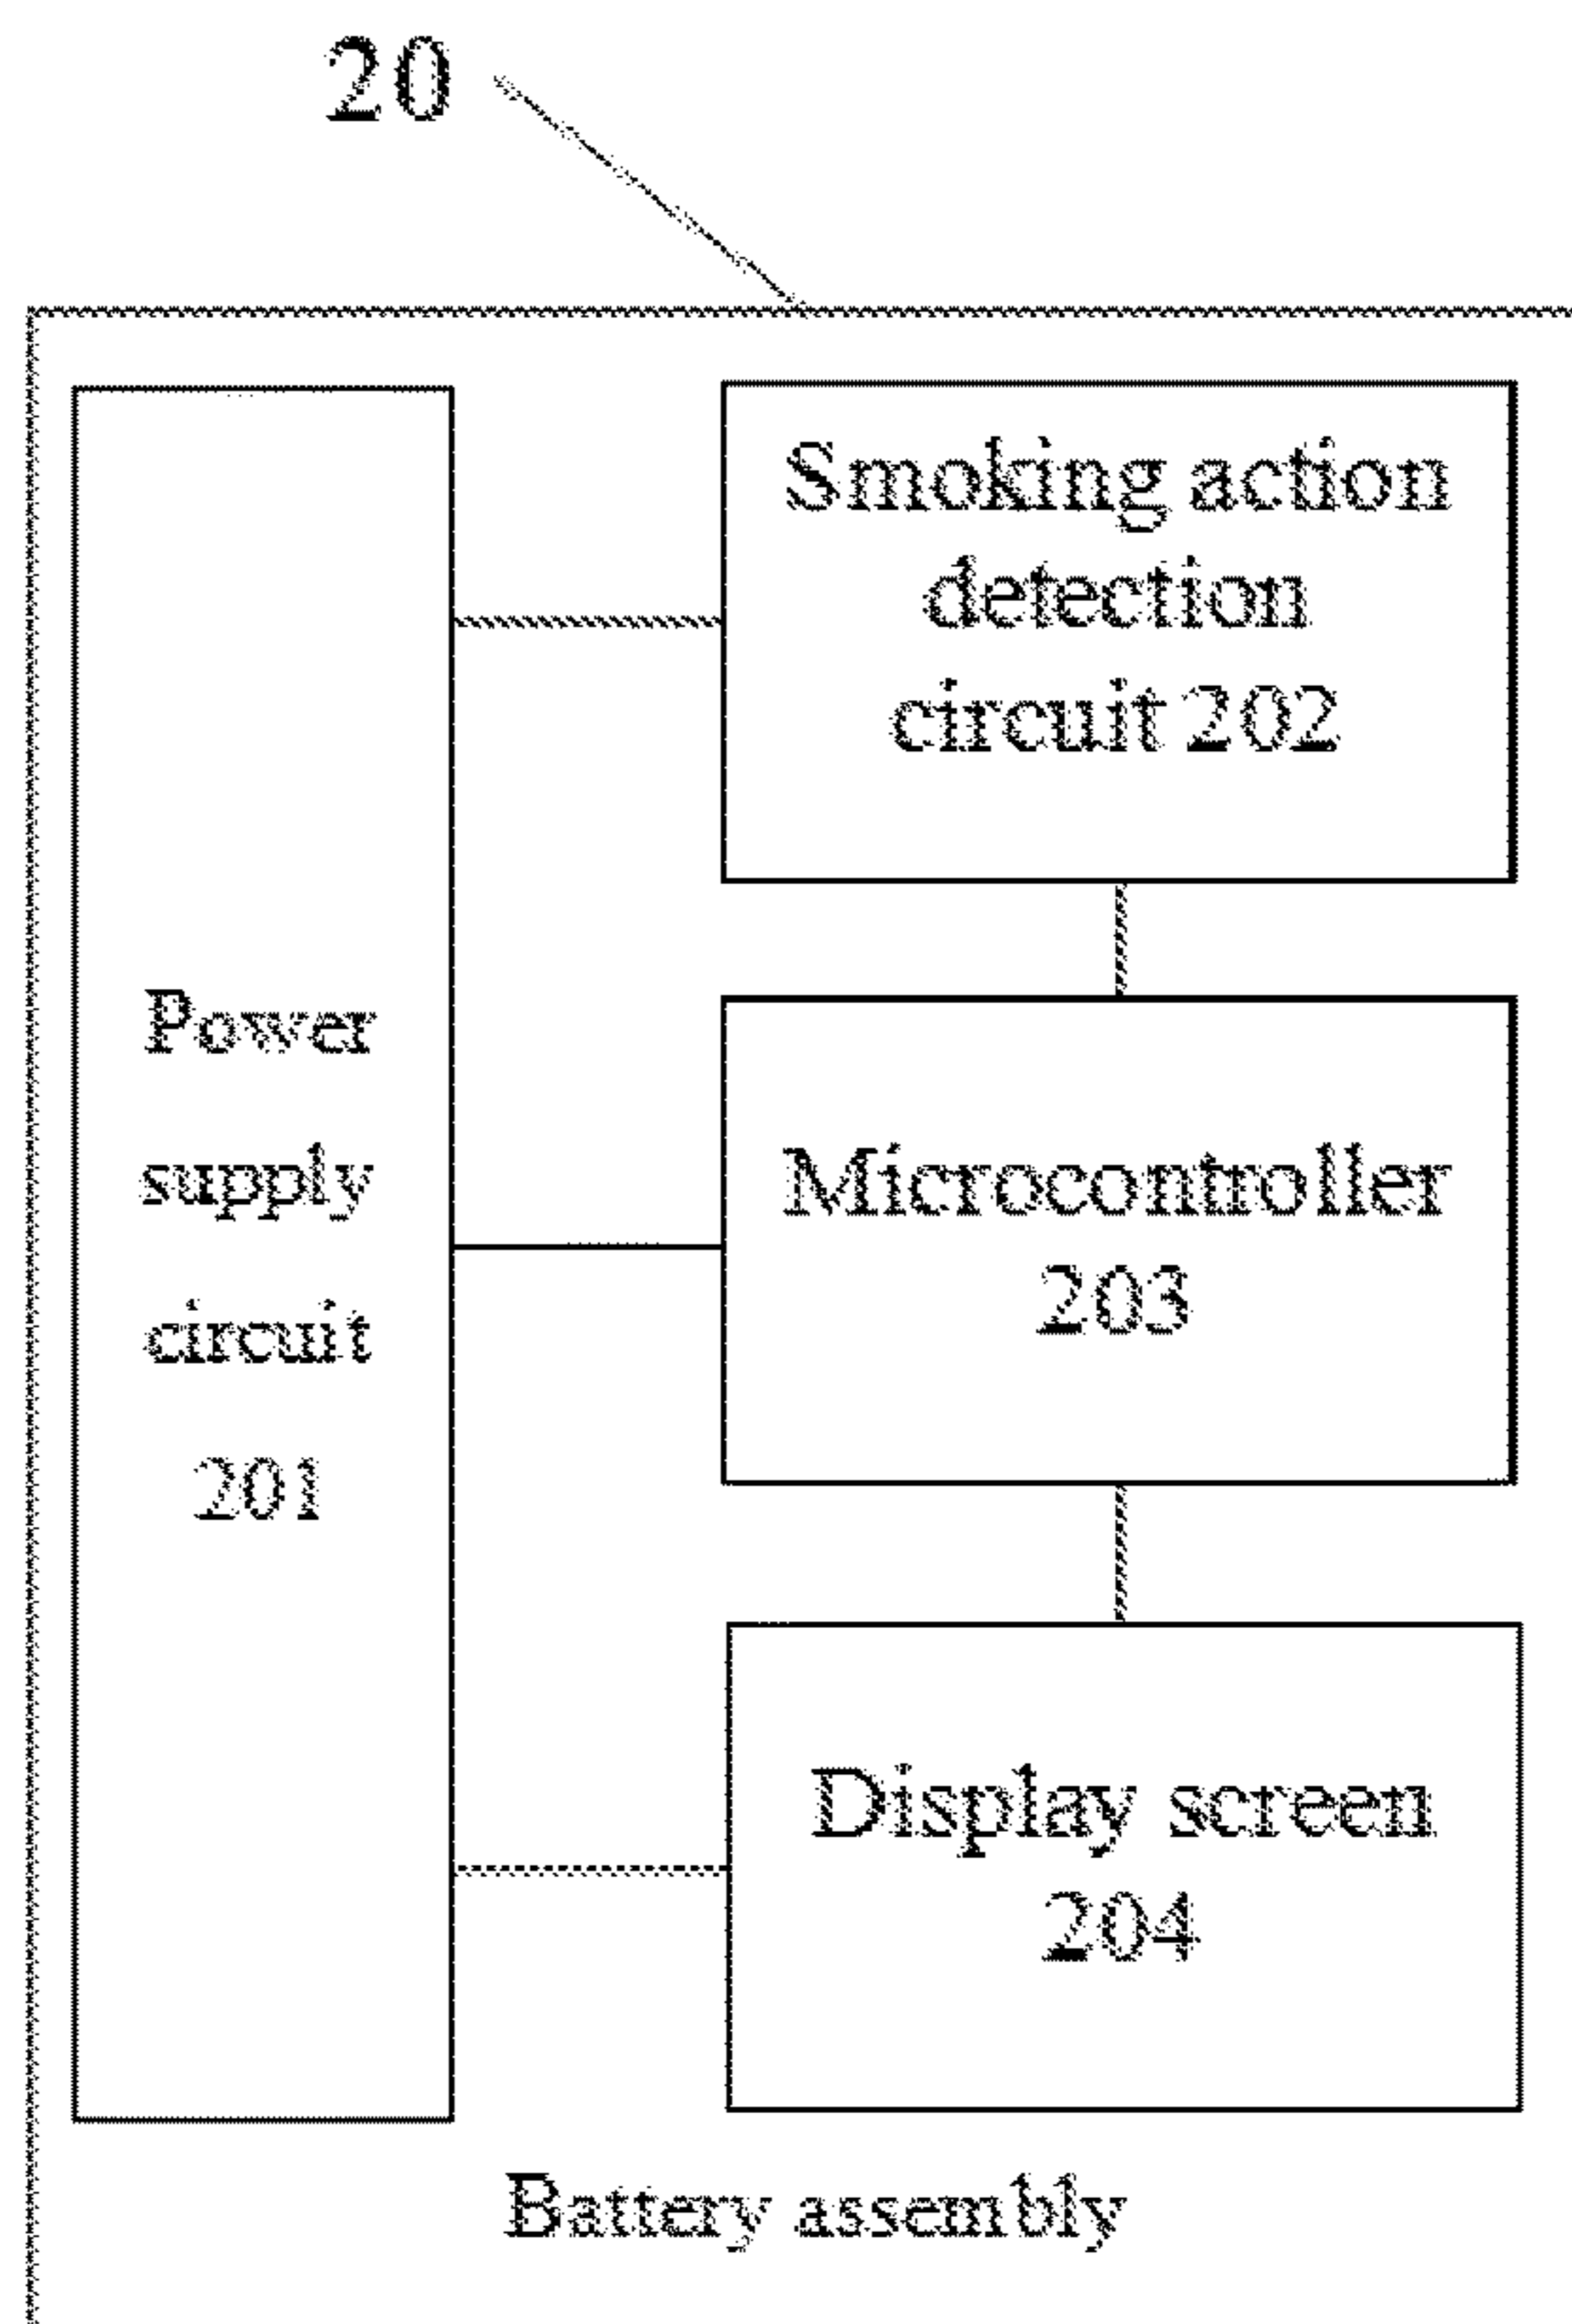 20
Smoking action
detection
circuit 202
Power
supply
circuit
201
Microcontroller
203
Display screen
204
Battery assembly